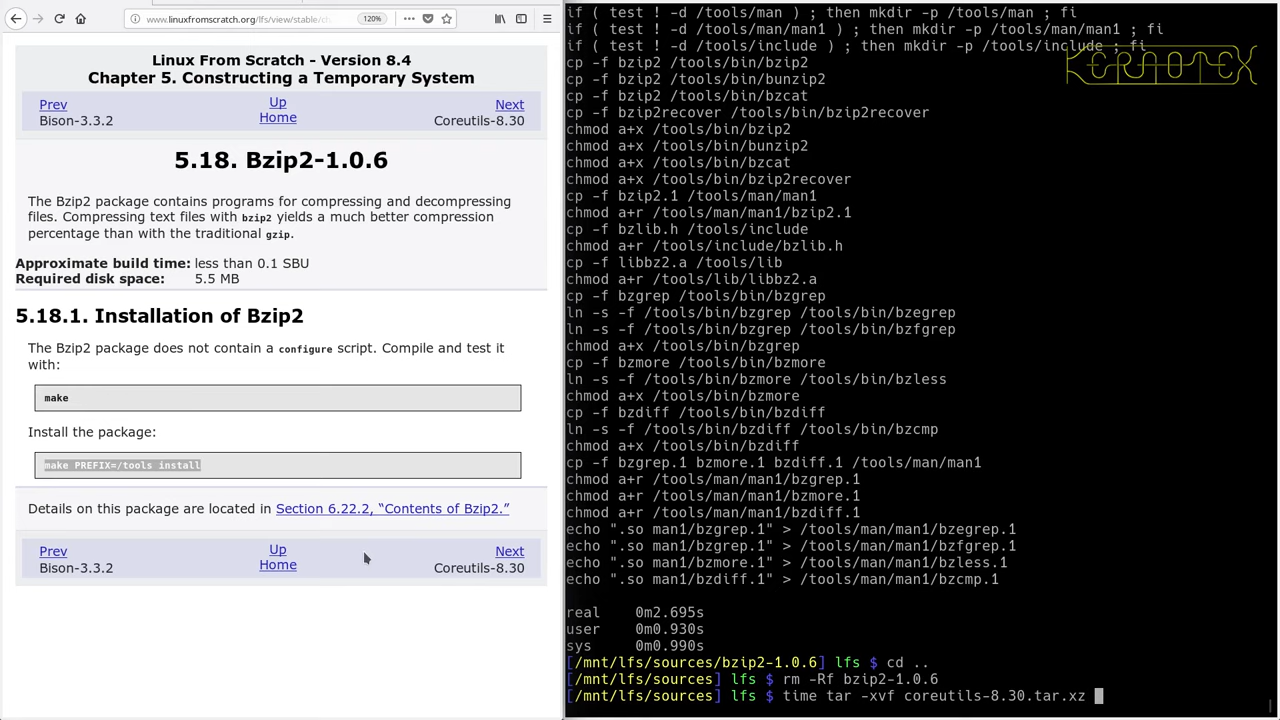 www.linuxfromscratch.org/lfs/view/stable/ch
120%
Linux From Scratch - Version 8.4
Chapter 5. Constructing a Temporary System
Prev
Up
Next
Bison-3.3.2
Home
Coreutils-8.30
5.18. Bzip2-1.0.6
The Bzip2 package contains programs for compressing and decompressing
files. Compressing text files with bzip2 yields a much better compression
percentage than with the traditional gzip.
Approximate build time: less than 0.1 SBU
Required disk space: 5.5 MB
5.18.1. Installation of Bzip2
The Bzip2 package does not contain a configure script. Compile and test it
with:
make
Install the package:
make PREFIX=/tools install
Details on this package are located in Section 6.22.2, “Contents of Bzip2.”
Prev
Up
Next
Bison-3.3.2
Home
Coreutils-8.30
if ( test ! -d /tools/man ) ; then mkdir -p /tools/man ; fi
if ( test ! -d /tools/man/man1 ) ; then mkdir -p /tools/man/man1 ; fi
if ( test ! -d /tools/include ) ; then mkdir -p /tools/include ; fi
cp -f bzip2 /tools/bin/bzip2
cp -f bzip2 /tools/bin/bunzip2
cp -f bzip2 /tools/bin/bzcat
cp -f bzip2recover /tools/bin/bzip2recover
chmod a+x /tools/bin/bzip2
chmod a+x /tools/bin/bunzip2
chmod a+x /tools/bin/bzcat
chmod a+x /tools/bin/bzip2recover
cp -f bzip2.1 /tools/man/man1
chmod a+r /tools/man/man1/bzip2.1
cp -f bzlib.h /tools/include
chmod a+r /tools/include/bzlib.h
cp -f libbz2.a /tools/lib
chmod a+r /tools/lib/libbz2.a
cp -f bzgrep /tools/bin/bzgrep
ln -s -f /tools/bin/bzgrep /tools/bin/bzegrep
ln -s -f /tools/bin/bzgrep /tools/bin/bzfgrep
chmod a+x /tools/bin/bzgrep
cp -f bzmore /tools/bin/bzmore
ln -s -f /tools/bin/bzmore /tools/bin/bzless
chmod a+x /tools/bin/bzmore
cp -f bzdiff /tools/bin/bzdiff
ln -s -f /tools/bin/bzdiff /tools/bin/bzcmp
chmod a+x /tools/bin/bzdiff
cp -f bzgrep.1 bzmore.1 bzdiff.1 /tools/man/man1
chmod a+r /tools/man/man1/bzgrep.1
chmod a+r /tools/man/man1/bzmore.1
chmod a+r /tools/man/man1/bzdiff.1
echo ".so man1/bzgrep.1" > /tools/man/man1/bzegrep.1
echo ".so man1/bzgrep.1" > /tools/man/man1/bzfgrep.1
echo ".so man1/bzmore.1" > /tools/man/man1/bzless.1
echo ".so man1/bzdiff.1" > /tools/man/man1/bzcmp.1
real 0m2.695s
user 0m0.930s
sys 0m0.990s
[/mnt/lfs/sources/bzip2-1.0.6] lfs $ cd ..
[/mnt/lfs/sources] lfs $ rm -Rf bzip2-1.0.6
[/mnt/lfs/sources] lfs $ time tar -xvf coreutils-8.30.tar.xz